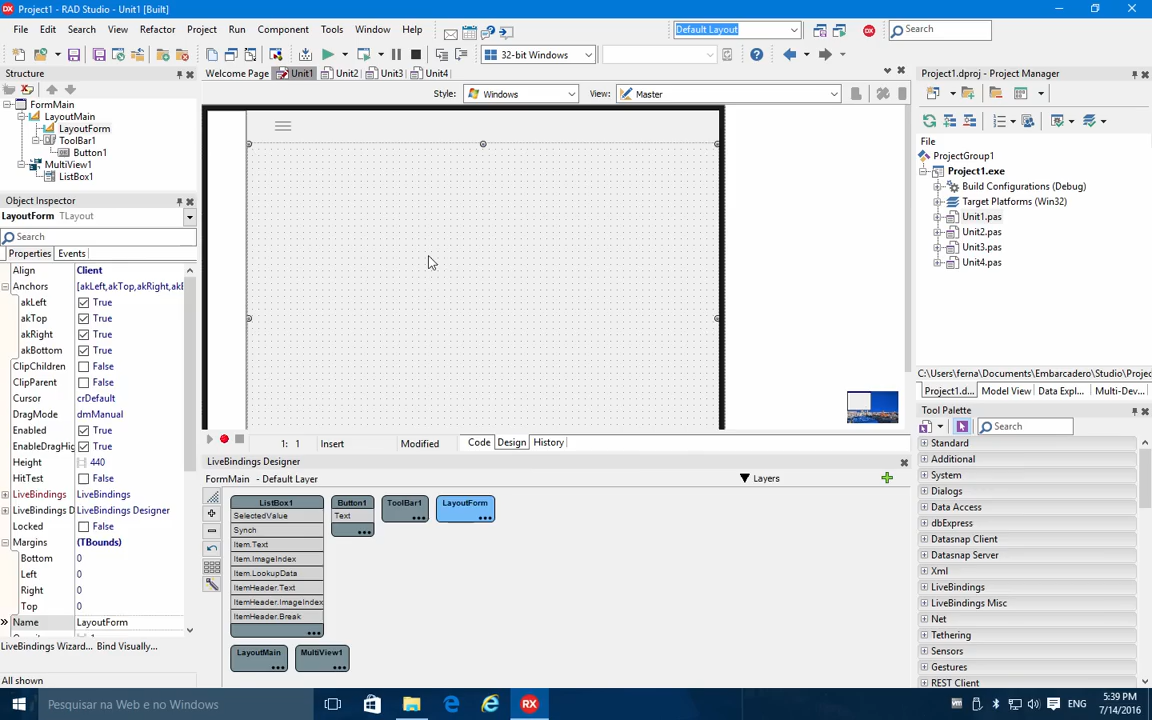 Project1 - RAD Studio - Unit1 [Built]
File Edit Search View Refactor Project Run Component Tools Window Help
Default Layout
Search
32-bit Windows
Structure
FormMain
LayoutMain
LayoutForm
ToolBar1
Button1
MultiView1
ListBox1
Object Inspector
LayoutForm TLayout
Search
Properties Events
Align Client
Anchors [akLeft,akTop,akRight,akB
akLeft True
akTop True
akRight True
akBottom True
ClipChildren False
ClipParent False
Cursor crDefault
DragMode dmManual
Enabled True
EnableDragHig True
Height 440
HitTest False
LiveBindings LiveBindings
LiveBindings D LiveBindings Designer
Locked False
Margins (TBounds)
Bottom 0
Left 0
Right 0
Top 0
Name LayoutForm
LiveBindings Wizard... Bind Visually...
All shown
Welcome Page Unit1 Unit2 Unit3 Unit4
Style: Windows View: Master
1: 1 Insert Modified Code Design History
LiveBindings Designer
FormMain - Default Layer
Layers
ListBox1
SelectedValue
Synch
Item.Text
Item.ImageIndex
Item.LookupData
ItemHeader.Text
ItemHeader.ImageIndex
ItemHeader.Break
Button1
Text
ToolBar1
LayoutForm
LayoutMain
MultiView1
Project1.dproj - Project Manager
File
ProjectGroup1
Project1.exe
Build Configurations (Debug)
Target Platforms (Win32)
Unit1.pas
Unit2.pas
Unit3.pas
Unit4.pas
C:\Users\ferna\Documents\Embarcadero\Studio\Projec
Project1.d... Model View Data Expl... Multi-Dev...
Tool Palette
Search
Standard
Additional
System
Dialogs
Data Access
dbExpress
Datasnap Client
Datasnap Server
Xml
LiveBindings
LiveBindings Misc
Net
Tethering
Sensors
Gestures
REST Client
Pesquisar na Web e no Windows
ENG
5:39 PM
7/14/2016